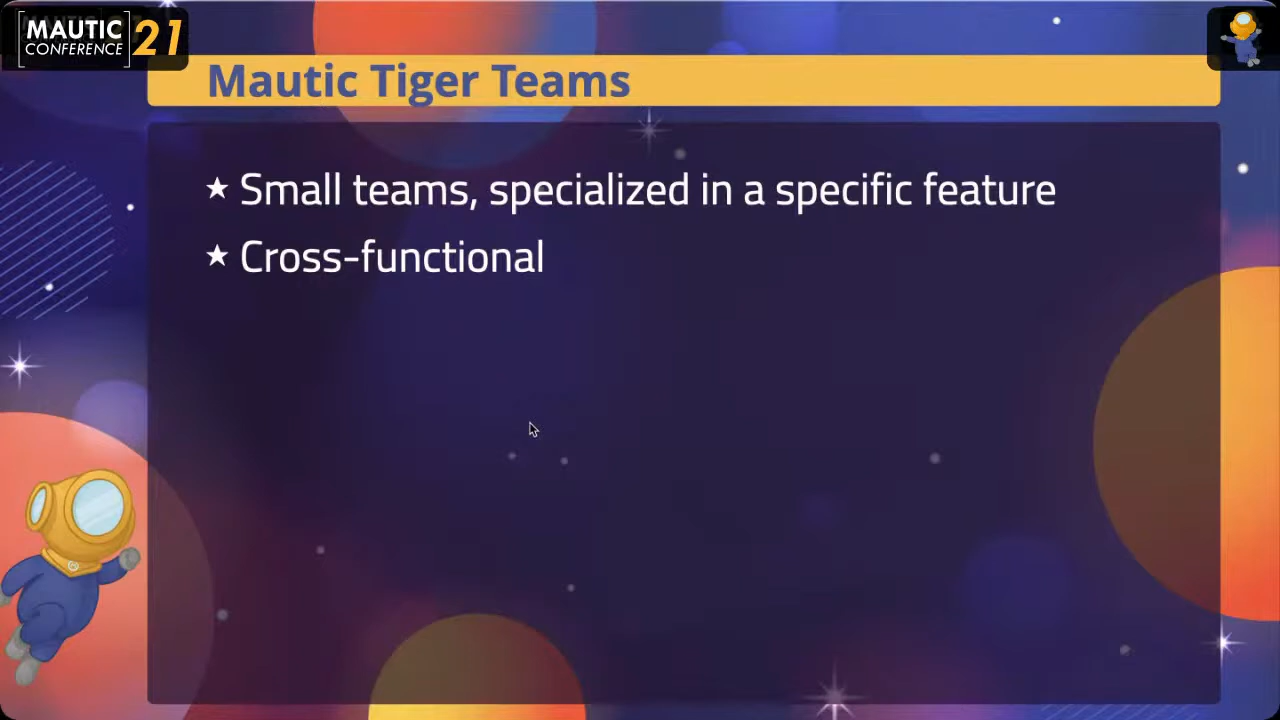 MAUTIC
CONFERENCE
21
Mautic Tiger Teams
★ Small teams, specialized in a specific feature
★ Cross-functional